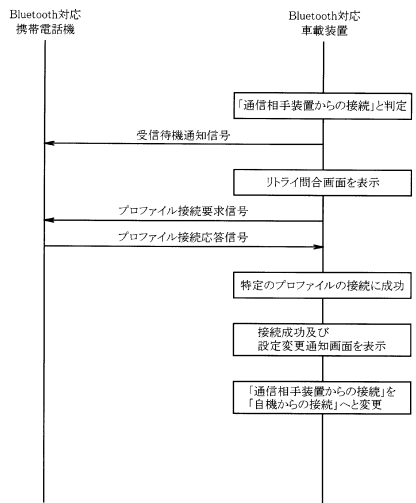 Bluetooth対応
携帯電話機
Bluetooth対応
車載装置
「通信相手装置からの接続」と判定
受信待機通知信号
リトライ問合画面を表示
プロファイル接続要求信号
プロファイル接続応答信号
特定のプロファイルの接続に成功
接続成功及び
設定変更通知画面を表示
「通信相手装置からの接続」を
「自機からの接続」へと変更